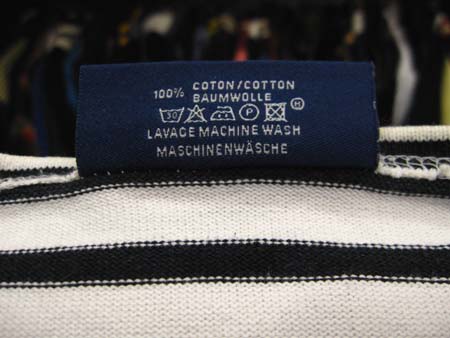 100% COTON/COTTON
BAUMWOLLE
30 P M
LAVAGE MACHINE WASH
MASCHINENWÄSCHE